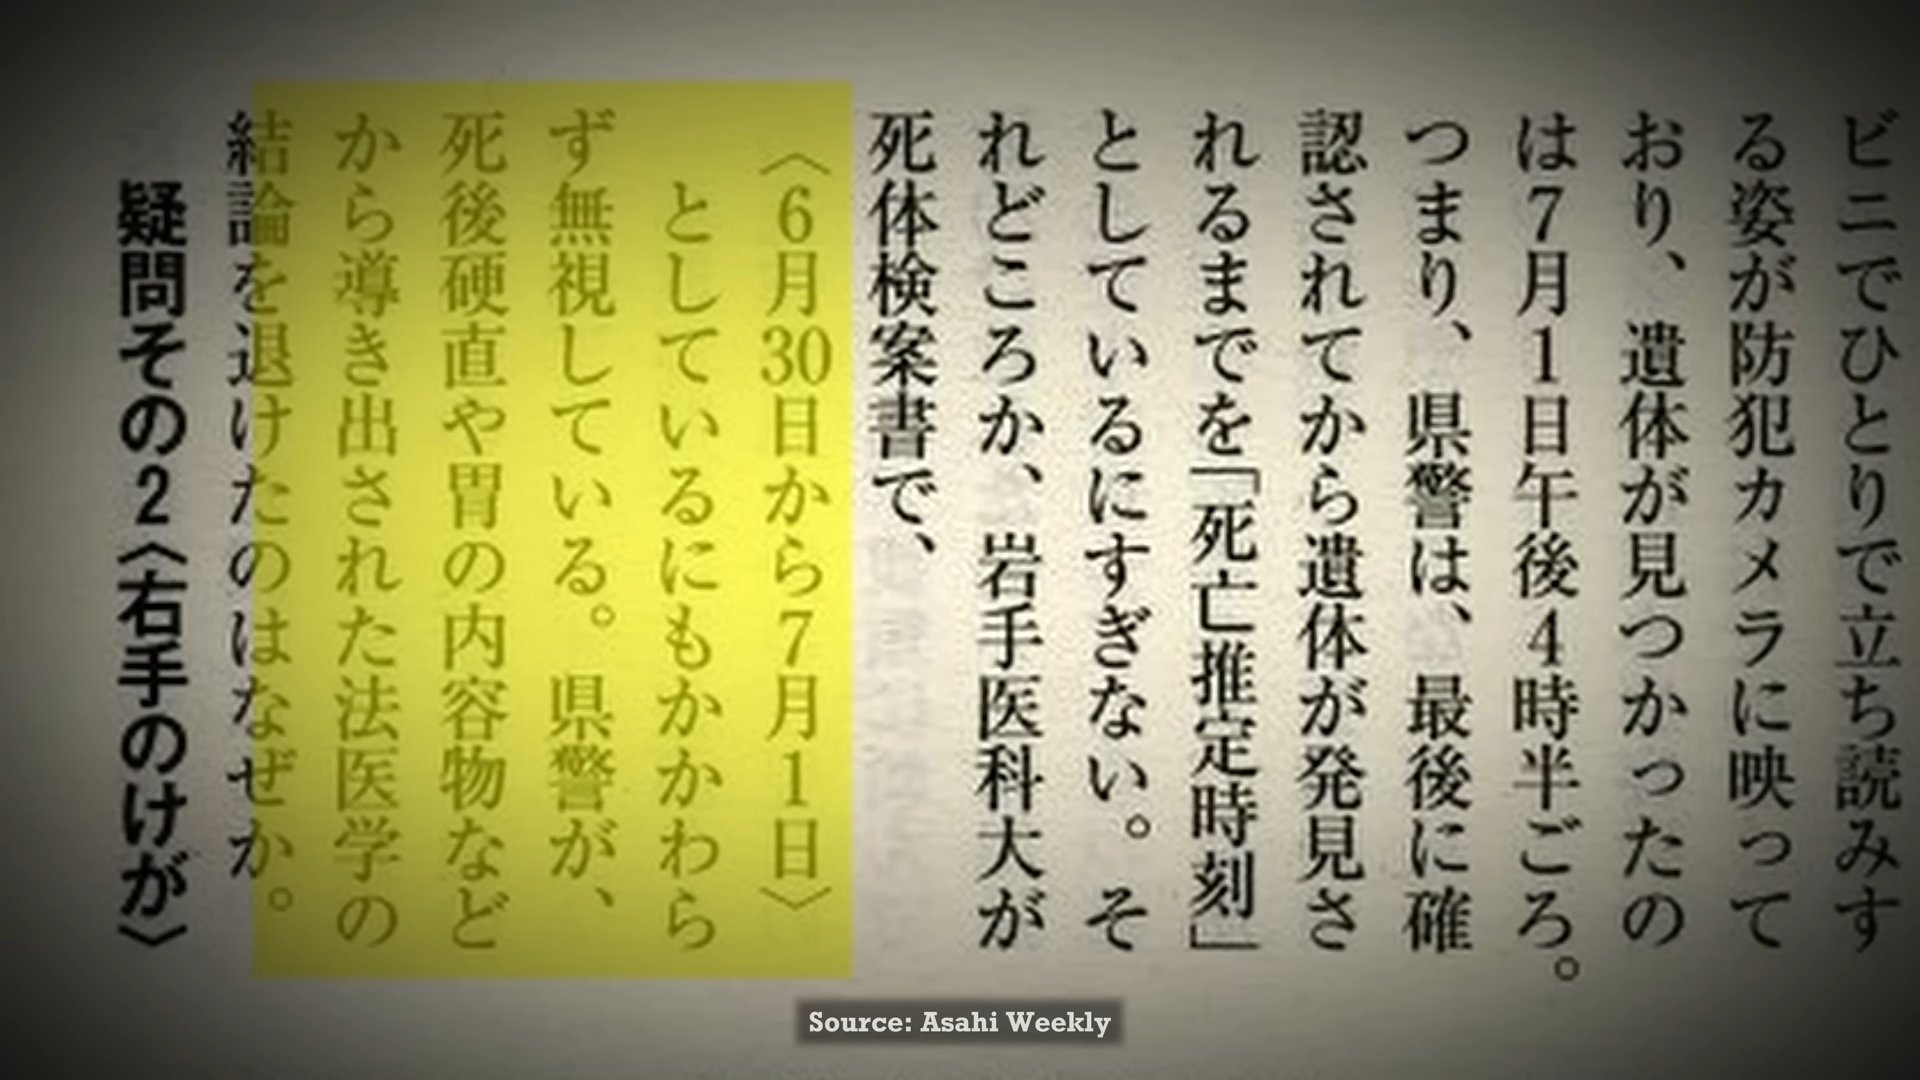 ビニでひとりで立ち読みす
る姿が防犯カメラに映って
おり、遺体が見つかったの
は7月1日午後4時半ごろ。
つまり、県警は、最後に確
認されてから遺体が発見さ
れるまでを「死亡推定時刻」
としているにすぎない。そ
れどころか、岩手医科大が
死体検案書で、
〈6月30日から7月1日〉
としているにもかかわら
ず無視している。県警が、
死後硬直や胃の内容物など
から導き出された法医学の
結論を退けたのはなぜか。
疑問その2〈右手のけが〉
Source: Asahi Weekly